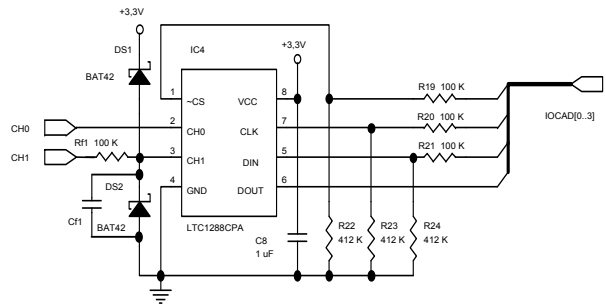 +3,3V
DS1
IC4
+3,3V
BAT42
R19 100 K
1 ~CS VCC 8
IOCAD[0..3]
CH0
2 CH0 CLK 7
R20 100 K
Rf1 100 K
CH1
3 CH1 DIN 5
R21 100 K
DS2
4 GND DOUT 6
Cf1
BAT42
LTC1288CPA
C8
1 uF
R22
412 K
R23
412 K
R24
412 K